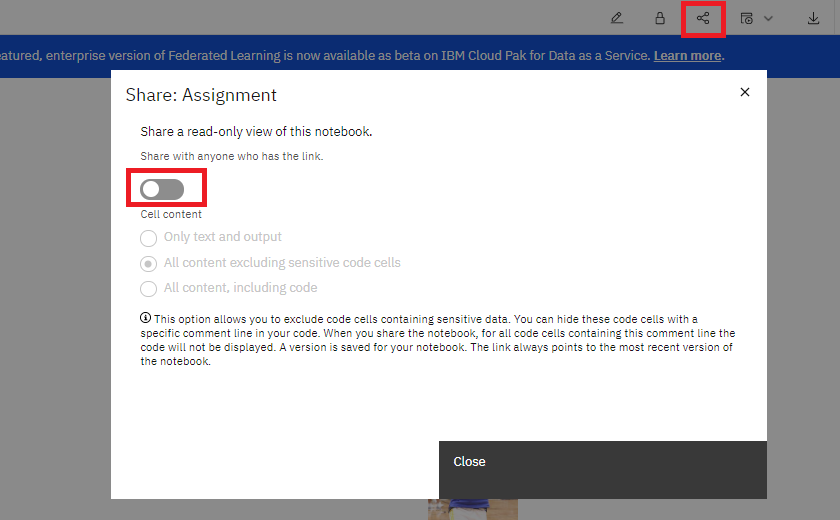 eatured, enterprise version of Federated Learning is now available as beta on IBM Cloud Pak for Data as a Service. Learn more.
Share: Assignment
Share a read-only view of this notebook.
Share with anyone who has the link.
Cell content
Only text and output
All content excluding sensitive code cells
All content, including code
This option allows you to exclude code cells containing sensitive data. You can hide these code cells with a
specific comment line in your code. When you share the notebook, for all code cells containing this comment line the
code will not be displayed. A version is saved for your notebook. The link always points to the most recent version of
the notebook.
Close